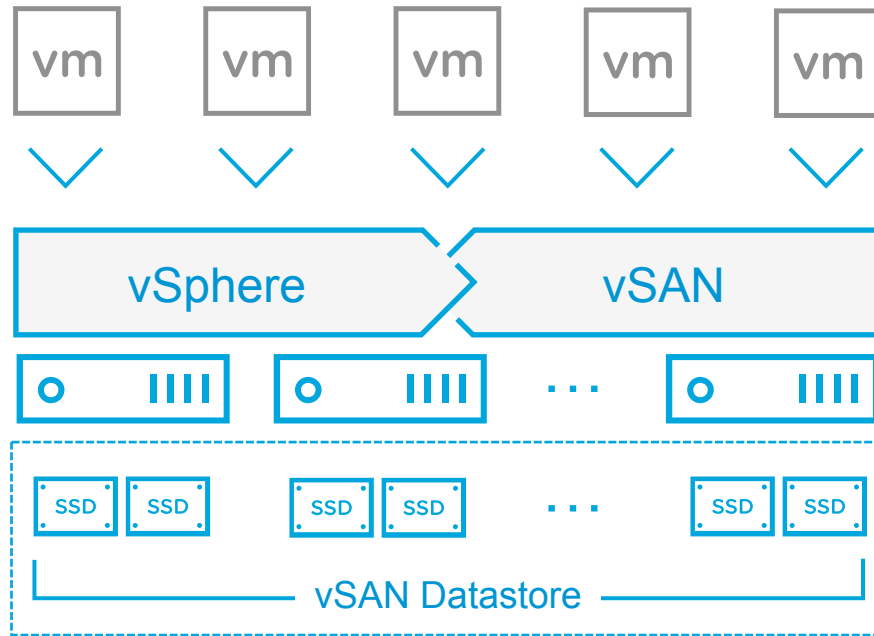 vm vm vm vm vm
vSphere vSAN
...
SSD SSD SSD SSD ... SSD SSD
vSAN Datastore